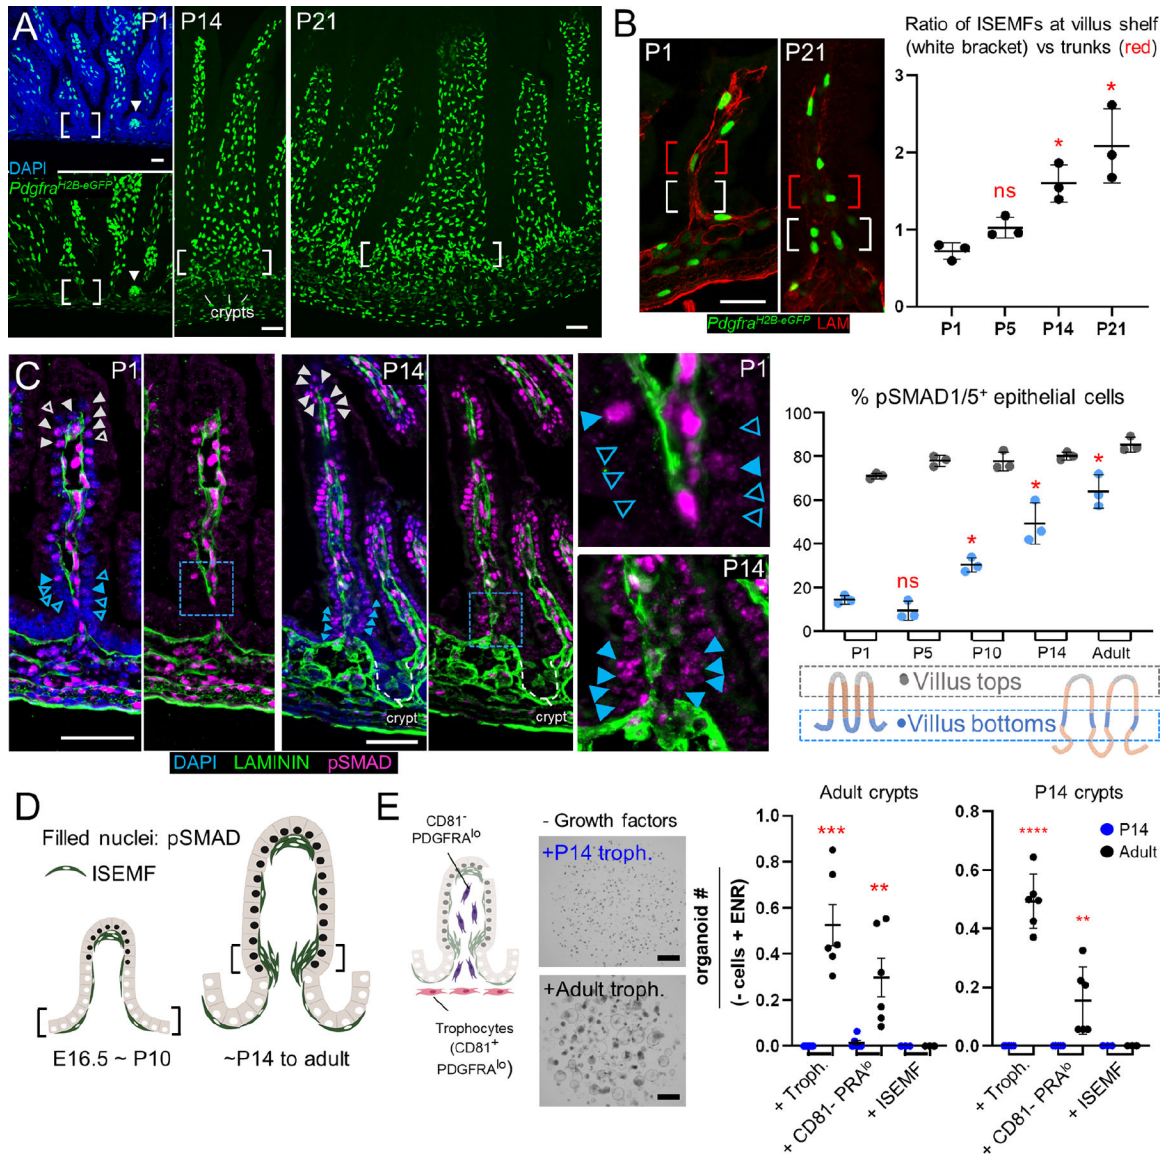 A
P1
DAPI
Pdgfra^H2B-eGFP
P14
crypts
P21
B
P1
P21
Pdgfra^H2B-eGFP LAM
Ratio of ISEMFs at villus shelf
(white bracket) vs trunks (red)
3
2
1
0
ns
*
*
P1 P5 P14 P21
C
P1
P14
crypt
crypt
P1
P14
DAPI LAMININ pSMAD
% pSMAD1/5⁺ epithelial cells
100
80
60
40
20
0
ns
*
*
*
P1 P5 P10 P14 Adult
Villus tops
Villus bottoms
D
Filled nuclei: pSMAD
ISEMF
E16.5 ~ P10
~P14 to adult
E
CD81⁻
PDGFRA^lo
Trophocytes
(CD81⁺
PDGFRA^lo)
- Growth factors
+P14 troph.
+Adult troph.
organoid #
(- cells + ENR)
Adult crypts
1.0
0.8
0.6
0.4
0.2
0.0
***
**
+ Troph.
+ CD81- PRA^lo
+ ISEMF
P14 crypts
0.8
0.6
0.4
0.2
0.0
****
**
P14
Adult
+ Troph.
+ CD81- PRA^lo
+ ISEMF